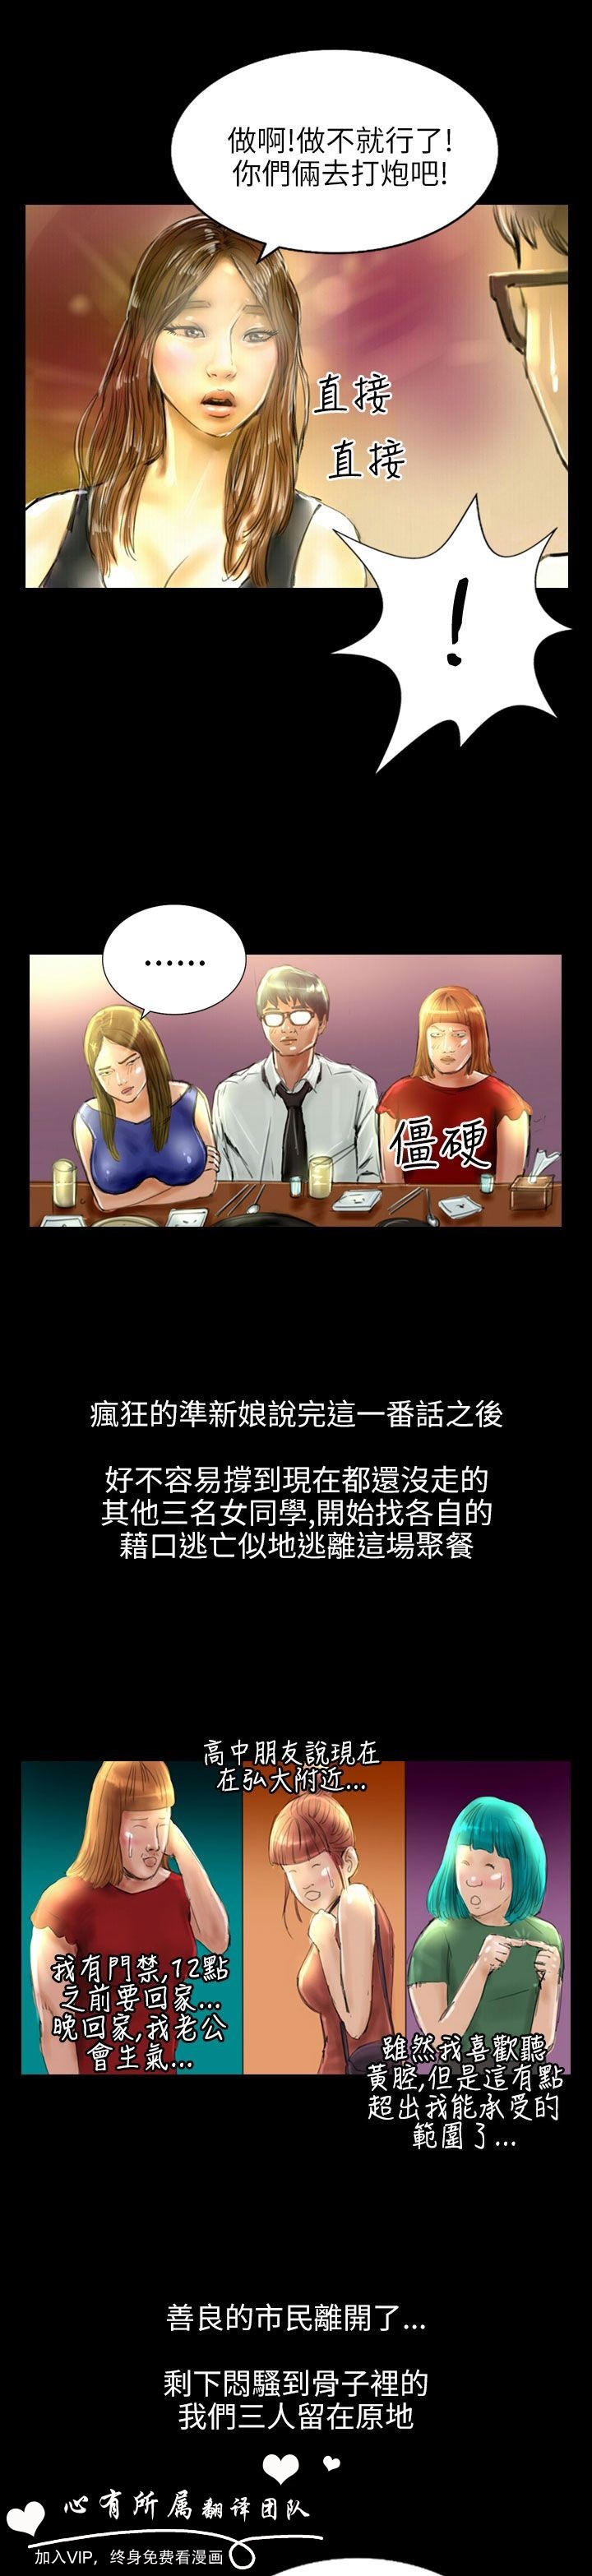 做啊!做不就行了!
你們倆去打炮吧!
直接
直接
!
......
僵硬
瘋狂的準新娘說完這一番話之後
好不容易撐到現在都還沒走的
其他三名女同學,開始找各自的
藉口逃亡似地逃離這場聚餐
高中朋友說現在
在弘大附近...
我有門禁,12點
之前要回家...
晚回家,我老公
會生氣...
雖然我喜歡聽
黃腔,但是這有點
超出我能承受的
範圍了...
善良的市民離開了...
剩下悶騷到骨子裡的
我們三人留在原地
心有所属翻译团队
加入VIP，终身免费看漫画